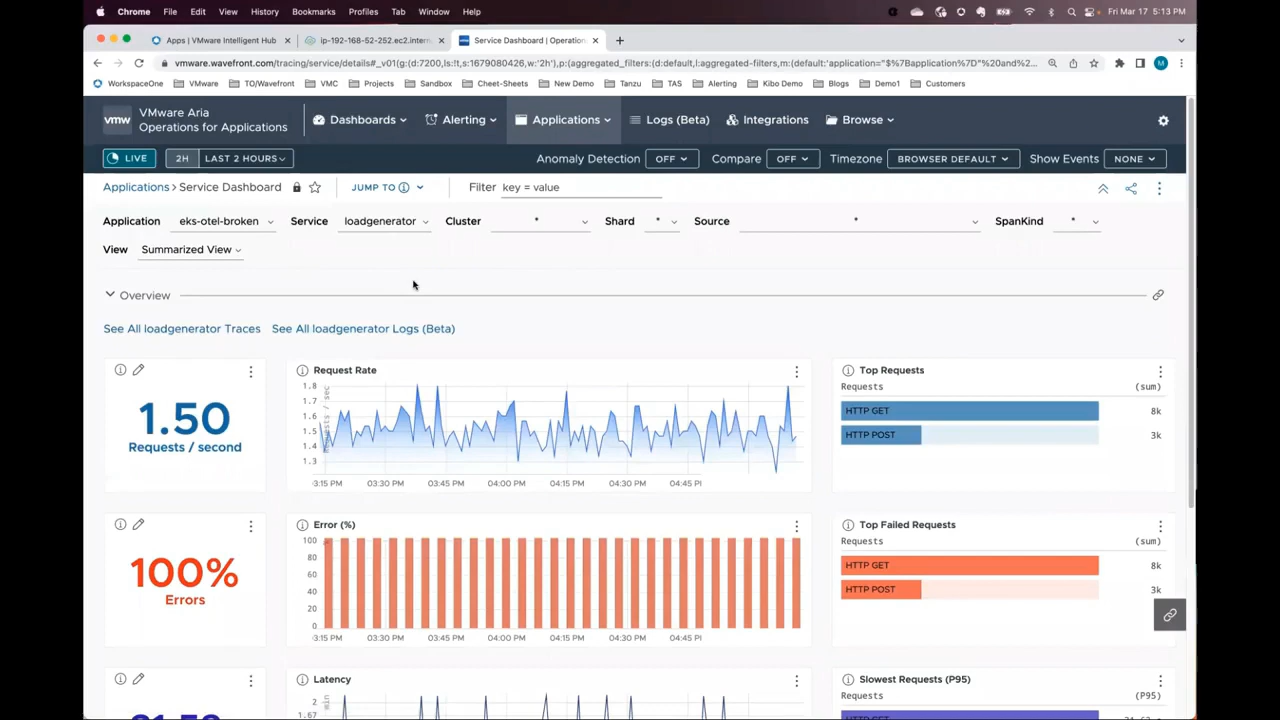 Chrome File Edit View History Bookmarks Profiles Tab Window Help Fri Mar 17 5:13 PM
Apps | VMware Intelligent Hub × ip-192-168-52-252.ec2.intern × Service Dashboard | Operation × +
vmware.wavefront.com/tracing/service/details#_v01(g:(d:7200,ls:!t,s:1679080426,w:'2h'),p:(aggregated_filters:(d:default,l:aggregated-filters,m:(default:'application="$%7Bapplication%7D"%20and%2...
WorkspaceOne VMware TO/Wavefront VMC Projects Sandbox Cheet-Sheets New Demo TAS Alerting Kibo Demo Blogs Demo1 Customers
vmw VMware Aria
Operations for Applications
Dashboards Alerting Applications Logs (Beta) Integrations Browse
LIVE 2H LAST 2 HOURS Anomaly Detection OFF Compare OFF Timezone BROWSER DEFAULT Show Events NONE
Applications > Service Dashboard JUMP TO Filter key = value
Application eks-otel-broken Service loadgenerator Cluster * Shard * Source * SpanKind *
View Summarized View
Overview
See All loadgenerator Traces See All loadgenerator Logs (Beta)
1.50
Requests / second
Request Rate
requests / sec
1.8
1.7
1.6
1.5
1.4
1.3
3:15 PM 03:30 PM 03:45 PM 04:00 PM 04:15 PM 04:30 PM 04:45 PI
Top Requests
Requests (sum)
HTTP GET 8k
HTTP POST 3k
100%
Errors
Error (%)
100
80
60
40
20
0
3:15 PM 03:30 PM 03:45 PM 04:00 PM 04:15 PM 04:30 PM 04:45 PI
Top Failed Requests
Requests (sum)
HTTP GET 8k
HTTP POST 3k
Latency
min
2
1.67
Slowest Requests (P95)
Requests (P95)